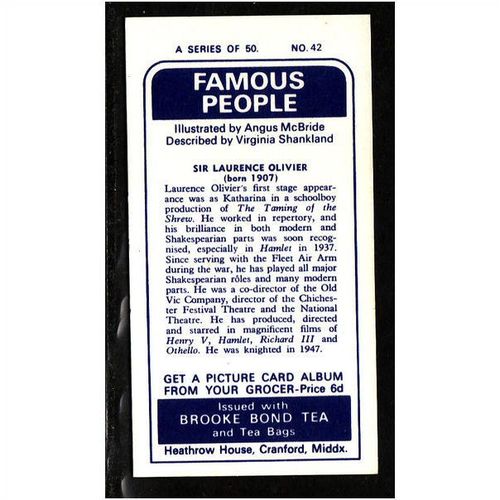 A SERIES OF 50. NO. 42
FAMOUS
PEOPLE
Illustrated by Angus McBride
Described by Virginia Shankland
SIR LAURENCE OLIVIER
(born 1907)
Laurence Olivier's first stage appear-
ance was as Katharina in a schoolboy
production of The Taming of the
Shrew. He worked in repertory, and
his brilliance in both modern and
Shakespearian parts was soon recog-
nised, especially in Hamlet in 1937.
Since serving with the Fleet Air Arm
during the war, he has played all major
Shakespearian rôles and many modern
parts. He was a co-director of the Old
Vic Company, director of the Chiches-
ter Festival Theatre and the National
Theatre. He has produced, directed
and starred in magnificent films of
Henry V, Hamlet, Richard III and
Othello. He was knighted in 1947.
GET A PICTURE CARD ALBUM
FROM YOUR GROCER-Price 6d
Issued with
BROOKE BOND TEA
and Tea Bags
Heathrow House, Cranford, Middx.